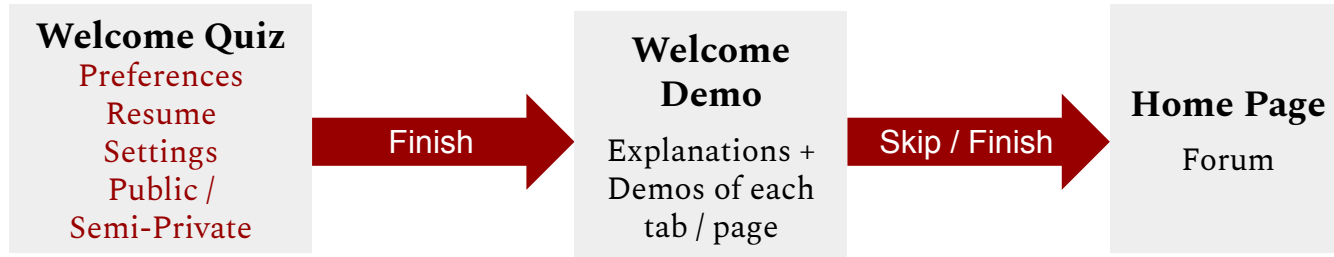 Welcome Quiz
Preferences
Resume
Settings
Public /
Semi-Private
Finish
Welcome
Demo
Explanations +
Demos of each
tab / page
Skip / Finish
Home Page
Forum